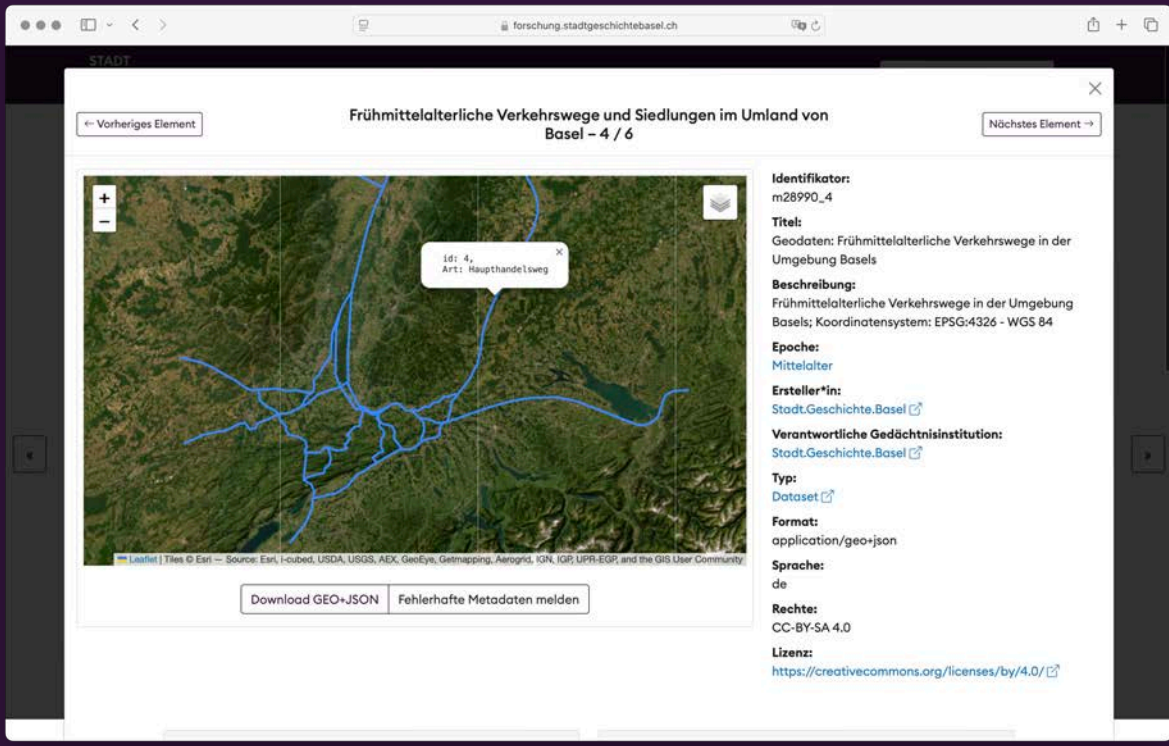 forschung.stadtgeschichtebasel.ch
STADT
← Vorheriges Element
Frühmittelalterliche Verkehrswege und Siedlungen im Umland von
Basel – 4 / 6
Nächstes Element →
+
−
id: 4,
Art: Haupthandelsweg
Leaflet | Tiles © Esri — Source: Esri, i-cubed, USDA, USGS, AEX, GeoEye, Getmapping, Aerogrid, IGN, IGP, UPR-EGP, and the GIS User Community
Download GEO+JSON
Fehlerhafte Metadaten melden
Identifikator:
m28990_4
Titel:
Geodaten: Frühmittelalterliche Verkehrswege in der
Umgebung Basels
Beschreibung:
Frühmittelalterliche Verkehrswege in der Umgebung
Basels; Koordinatensystem: EPSG:4326 - WGS 84
Epoche:
Mittelalter
Ersteller*in:
Stadt.Geschichte.Basel
Verantwortliche Gedächtnisinstitution:
Stadt.Geschichte.Basel
Typ:
Dataset
Format:
application/geo+json
Sprache:
de
Rechte:
CC-BY-SA 4.0
Lizenz:
https://creativecommons.org/licenses/by/4.0/